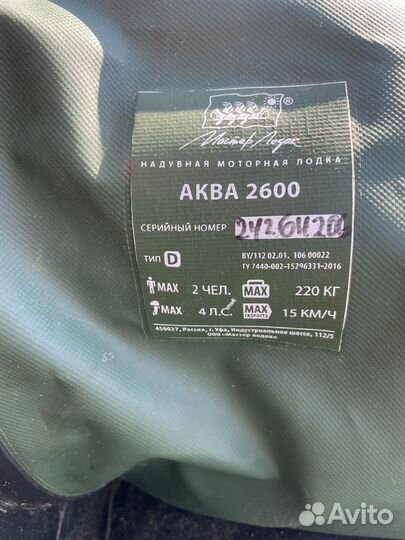 ®
Мастер Лодок
НАДУВНАЯ МОТОРНАЯ ЛОДКА
АКВА 2600
СЕРИЙНЫЙ НОМЕР
ТИП D
BY/112 02.01. 106 00022
ТУ 7440-002-15296331-2016
MAX 2 ЧЕЛ. MAX 220 КГ
MAX 4 Л.С. MAX СКОРОСТЬ 15 КМ/Ч
450027, Россия, г. Уфа, Индустриальное шоссе, 112/5
ООО «Мастер лодок»
Avito